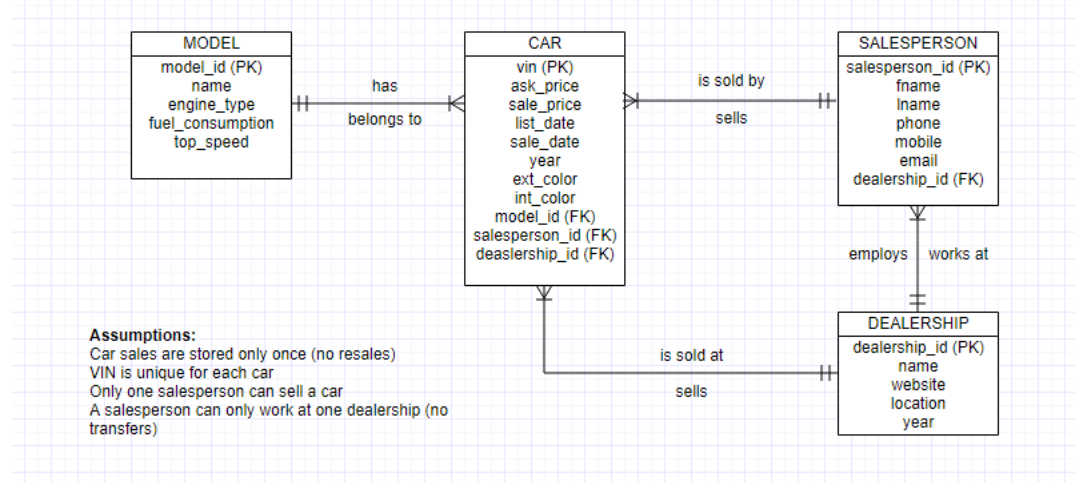 MODEL
model_id (PK)
name
engine_type
fuel_consumption
top_speed
has
belongs to
CAR
vin (PK)
ask_price
sale_price
list_date
sale_date
year
ext_color
int_color
model_id (FK)
salesperson_id (FK)
deaslership_id (FK)
is sold by
sells
SALESPERSON
salesperson_id (PK)
fname
lname
phone
mobile
email
dealership_id (FK)
employs
works at
DEALERSHIP
dealership_id (PK)
name
website
location
year
is sold at
sells
Assumptions:
Car sales are stored only once (no resales)
VIN is unique for each car
Only one salesperson can sell a car
A salesperson can only work at one dealership (no
transfers)